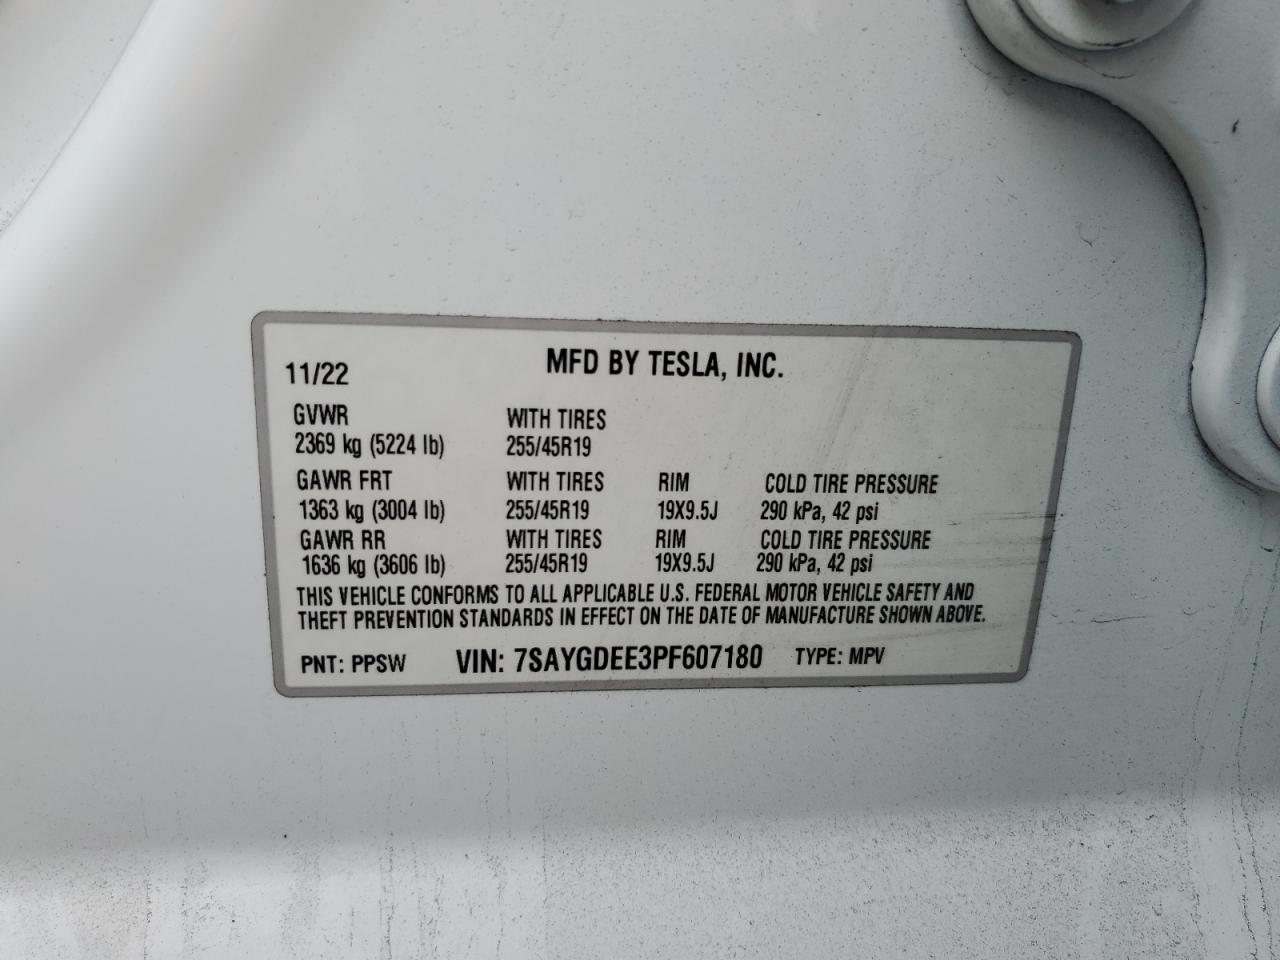 MFD BY TESLA, INC.
11/22
GVWR WITH TIRES
2369 kg (5224 lb) 255/45R19
GAWR FRT WITH TIRES RIM COLD TIRE PRESSURE
1363 kg (3004 lb) 255/45R19 19X9.5J 290 kPa, 42 psi
GAWR RR WITH TIRES RIM COLD TIRE PRESSURE
1636 kg (3606 lb) 255/45R19 19X9.5J 290 kPa, 42 psi
THIS VEHICLE CONFORMS TO ALL APPLICABLE U.S. FEDERAL MOTOR VEHICLE SAFETY AND
THEFT PREVENTION STANDARDS IN EFFECT ON THE DATE OF MANUFACTURE SHOWN ABOVE.
PNT: PPSW VIN: 7SAYGDEE3PF607180 TYPE: MPV